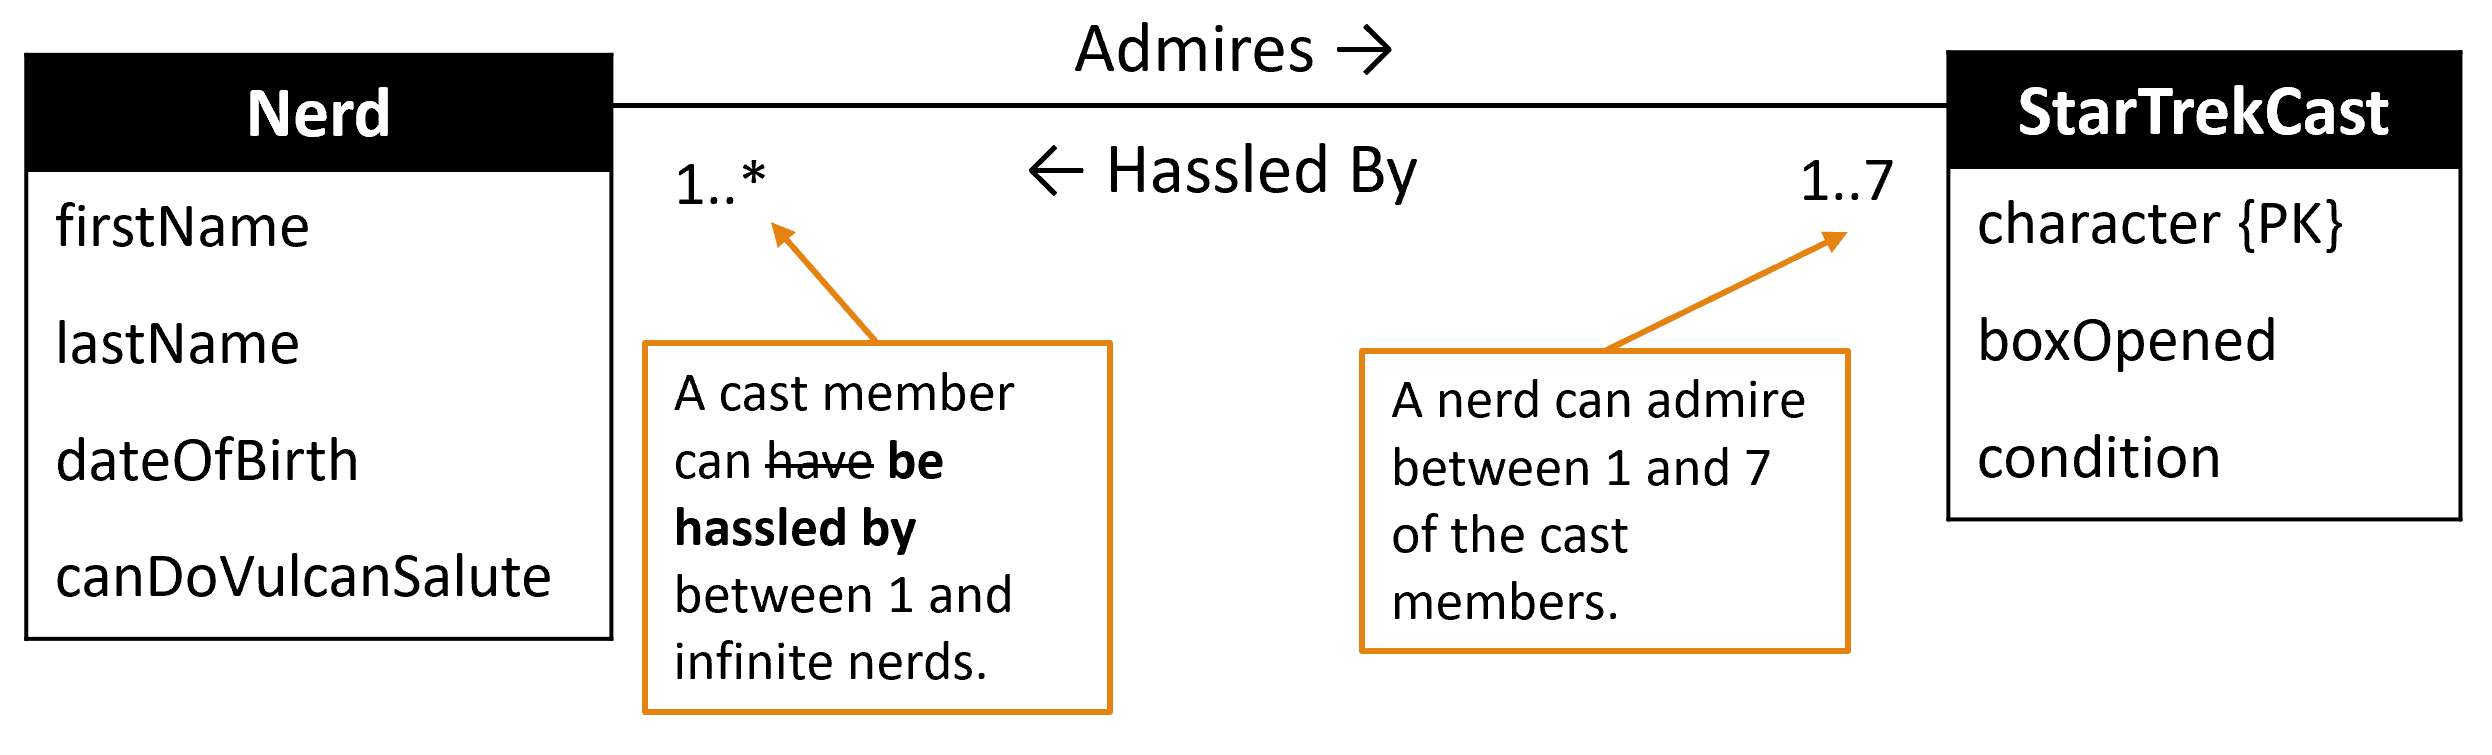 Admires →
Nerd
StarTrekCast
1..*
← Hassled By
1..7
firstName
lastName
dateOfBirth
canDoVulcanSalute
A cast member
can have be
hassled by
between 1 and
infinite nerds.
A nerd can admire
between 1 and 7
of the cast
members.
character {PK}
boxOpened
condition